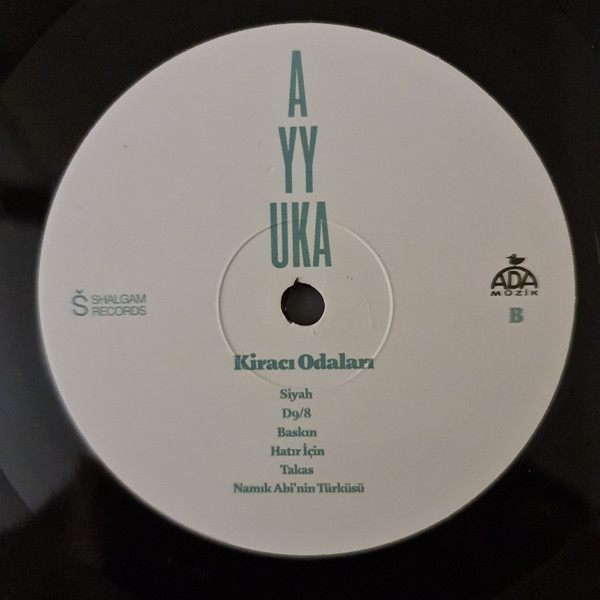 A
YY
UKA
Š SHALGAM
RECORDS
ADA
MÜZİK
B
Kiracı Odaları
Siyah
D9/8
Baskın
Hatır İçin
Takas
Namık Abi'nin Türküsü